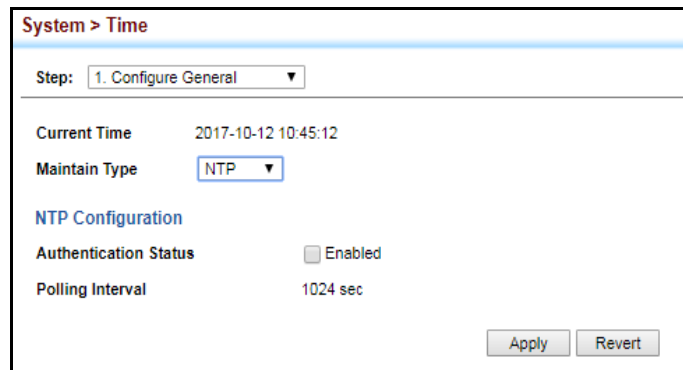 System > Time
Step: 1. Configure General
Current Time 2017-10-12 10:45:12
Maintain Type NTP
NTP Configuration
Authentication Status Enabled
Polling Interval 1024 sec
Apply Revert